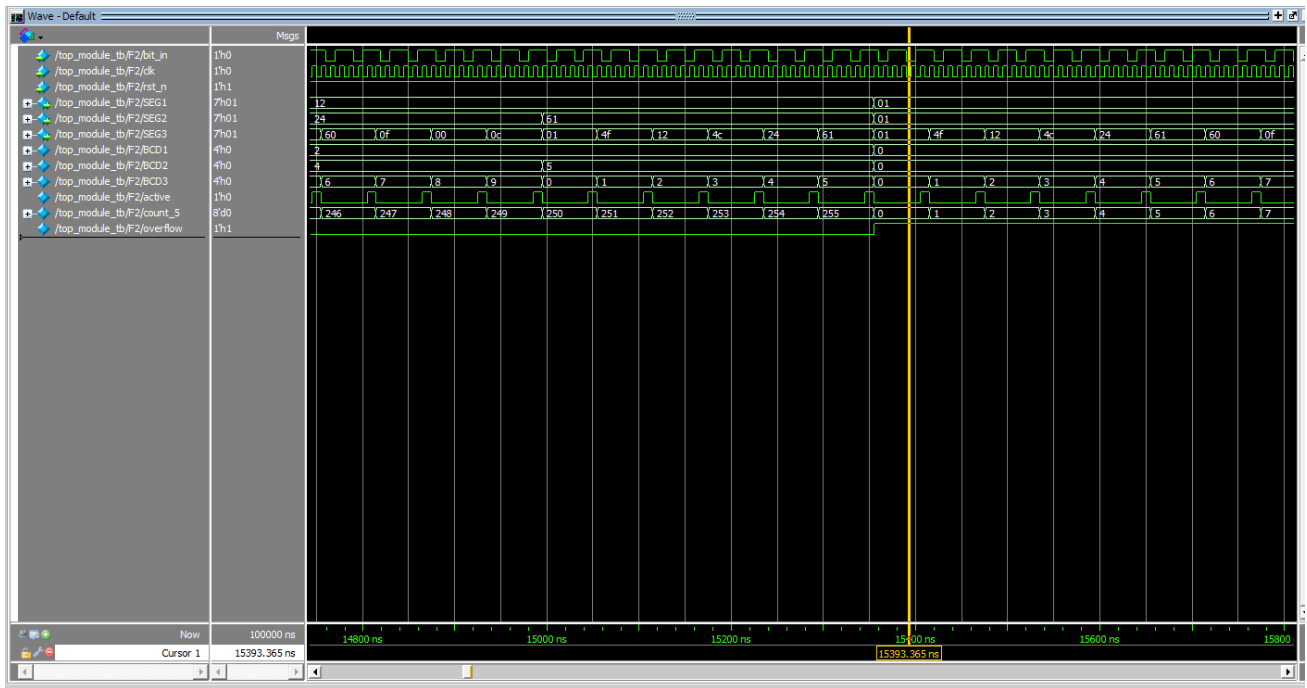 Wave - Default
Msgs
/top_module_tb/F2/bit_in 1'h0
/top_module_tb/F2/clk 1'h0
/top_module_tb/F2/rst_n 1'h1
/top_module_tb/F2/SEG1 7'h01 12 01
/top_module_tb/F2/SEG2 7'h01 24 61 01
/top_module_tb/F2/SEG3 7'h01 60 0f 00 0c 01 4f 12 4c 24 61 01 4f 12 4c 24 61 60 0f
/top_module_tb/F2/BCD1 4'h0 2 0
/top_module_tb/F2/BCD2 4'h0 4 5 0
/top_module_tb/F2/BCD3 4'h0 6 7 8 9 0 1 2 3 4 5 0 1 2 3 4 5 6 7
/top_module_tb/F2/active 1'h0
/top_module_tb/F2/count_5 8'd0 246 247 248 249 250 251 252 253 254 255 0 1 2 3 4 5 6 7
/top_module_tb/F2/overflow 1'h1
Now 100000 ns 14800 ns 15000 ns 15200 ns 15400 ns 15600 ns 15800
Cursor 1 15393.365 ns 15393.365 ns